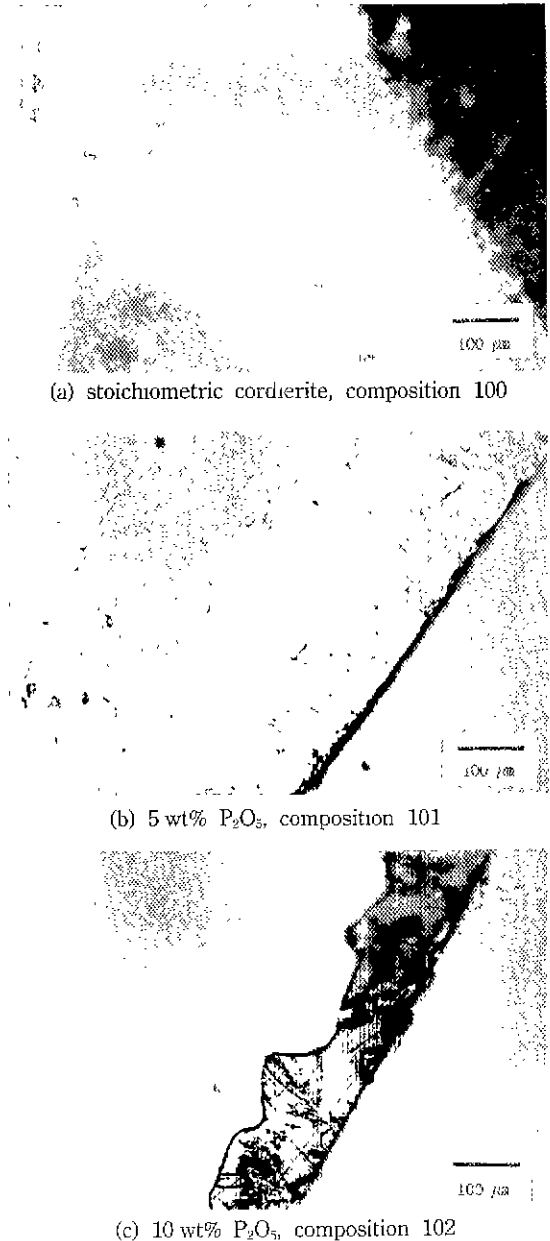 100 μm
(a) stoichiometric cordierite, composition 100
100 μm
(b) 5 wt% P₂O₅, composition 101
100 μm
(c) 10 wt% P₂O₅, composition 102